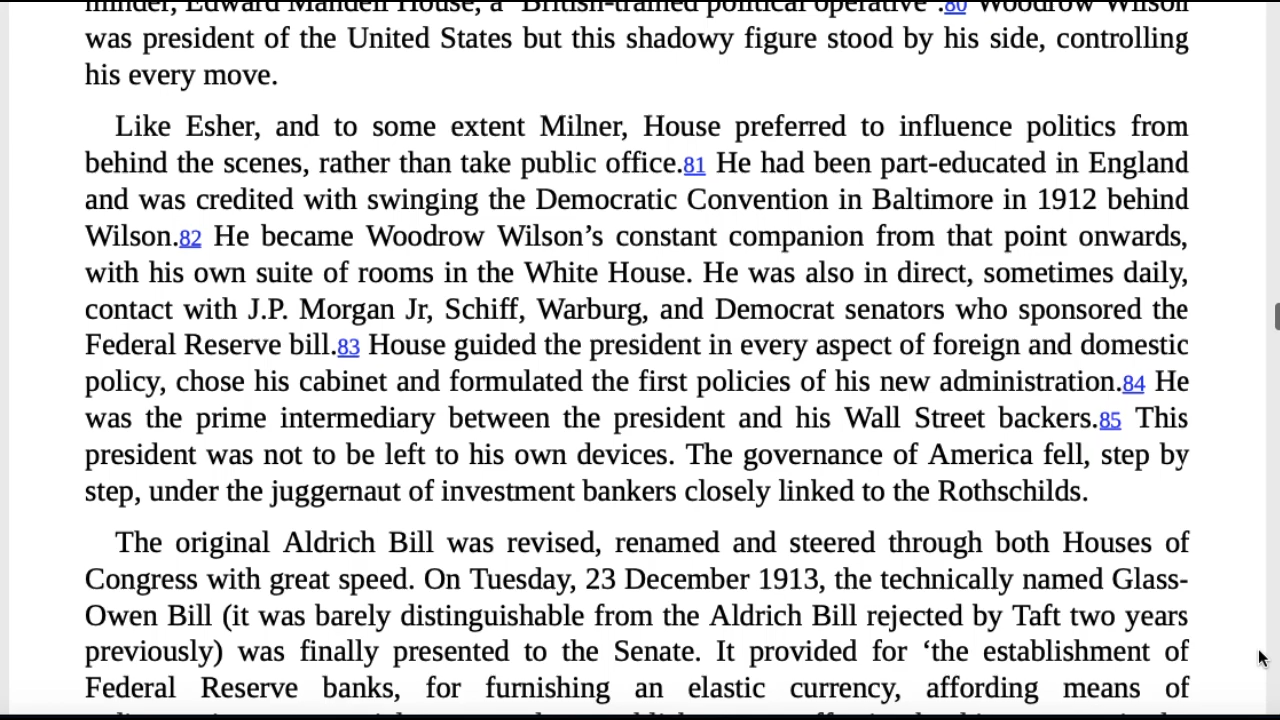 minder, Edward Mandell House, a ‘British-trained political operative’.80 Woodrow Wilson
was president of the United States but this shadowy figure stood by his side, controlling
his every move.
Like Esher, and to some extent Milner, House preferred to influence politics from
behind the scenes, rather than take public office.81 He had been part-educated in England
and was credited with swinging the Democratic Convention in Baltimore in 1912 behind
Wilson.82 He became Woodrow Wilson’s constant companion from that point onwards,
with his own suite of rooms in the White House. He was also in direct, sometimes daily,
contact with J.P. Morgan Jr, Schiff, Warburg, and Democrat senators who sponsored the
Federal Reserve bill.83 House guided the president in every aspect of foreign and domestic
policy, chose his cabinet and formulated the first policies of his new administration.84 He
was the prime intermediary between the president and his Wall Street backers.85 This
president was not to be left to his own devices. The governance of America fell, step by
step, under the juggernaut of investment bankers closely linked to the Rothschilds.
The original Aldrich Bill was revised, renamed and steered through both Houses of
Congress with great speed. On Tuesday, 23 December 1913, the technically named Glass-
Owen Bill (it was barely distinguishable from the Aldrich Bill rejected by Taft two years
previously) was finally presented to the Senate. It provided for ‘the establishment of
Federal Reserve banks, for furnishing an elastic currency, affording means of